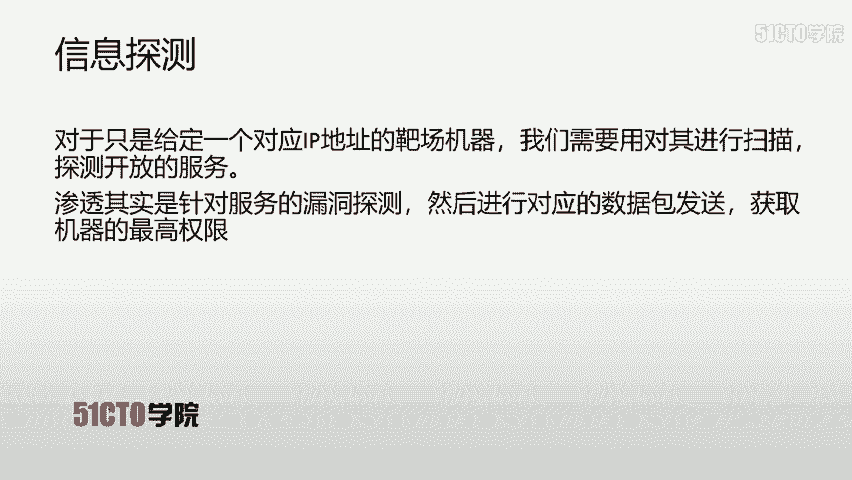 51CTO学院
信息探测
对于只是给定一个对应IP地址的靶场机器，我们需要用对其进行扫描，
探测开放的服务。
渗透其实是针对服务的漏洞探测，然后进行对应的数据包发送，获取
机器的最高权限
51CTO学院